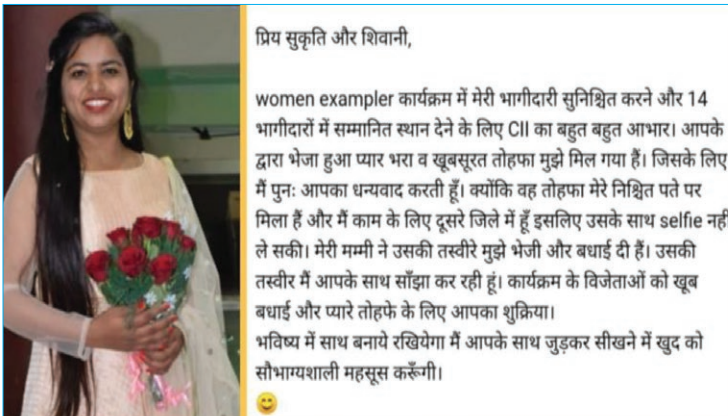 प्रिय सुकृति और शिवानी,
women exampler कार्यक्रम में मेरी भागीदारी सुनिश्चित करने और 14
भागीदारों में सम्मानित स्थान देने के लिए CII का बहुत बहुत आभार। आपके
द्वारा भेजा हुआ प्यार भरा व खूबसूरत तोहफा मुझे मिल गया हैं। जिसके लिए
मैं पुनः आपका धन्यवाद करती हूँ। क्योंकि वह तोहफा मेरे निश्चित पते पर
मिला हैं और मैं काम के लिए दूसरे जिले में हूँ इसलिए उसके साथ selfie नही
ले सकी। मेरी मम्मी ने उसकी तस्वीरे मुझे भेजी और बधाई दी हैं। उसकी
तस्वीर मैं आपके साथ साँझा कर रही हूं। कार्यक्रम के विजेताओं को खूब
बधाई और प्यारे तोहफे के लिए आपका शुक्रिया।
भविष्य में साथ बनाये रखियेगा मैं आपके साथ जुड़कर सीखने में खुद को
सौभाग्यशाली महसूस करूँगी।
😊